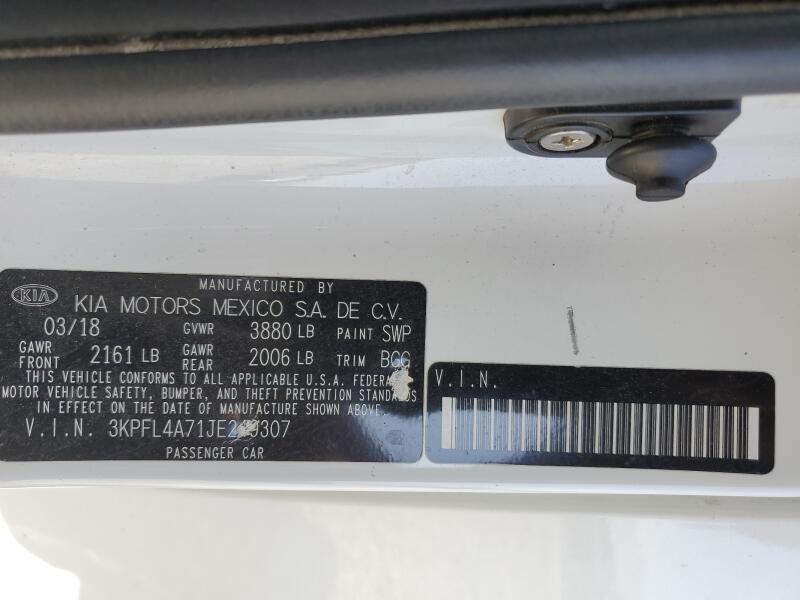 MANUFACTURED BY
KIA KIA MOTORS MEXICO S.A. DE C.V.
03/18 GVWR 3880 LB PAINT SWP
GAWR FRONT 2161 LB GAWR REAR 2006 LB TRIM BGG
THIS VEHICLE CONFORMS TO ALL APPLICABLE U.S.A.
MOTOR VEHICLE SAFETY, BUMPER, AND THEFT PREVENTION STANDARDS
IN EFFECT ON THE DATE OF MANUFACTURE SHOWN ABOVE.
V.I.N.
PASSENGER CAR
V.I.N.